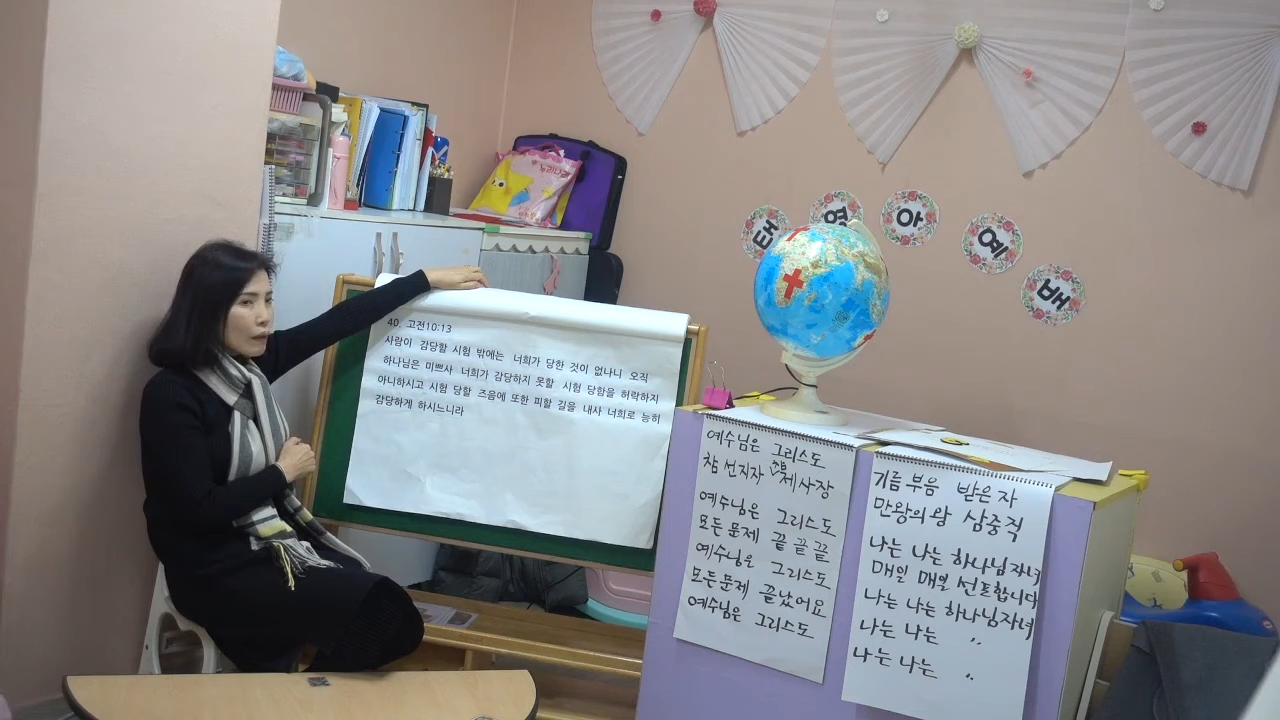 누리나라
태
영
아
예
배
40. 고전10:13
사람이 감당할 시험 밖에는 너희가 당한 것이 없나니 오직
하나님은 미쁘사 너희가 감당하지 못할 시험 당함을 허락하지
아니하시고 시험 당할 즈음에 또한 피할 길을 내사 너희로 능히
감당하게 하시느니라
예수님은 그리스도
참 선지자 제사장
예수님은 그리스도
모든 문제 끝 끝 끝
예수님은 그리스도
모든문제 끝났어요
예수님은 그리스도
기름부음 받은 자
만왕의 왕 삼중직
나는 나는 하나님자녀
매일 매일 선포합니다
나는 나는 하나님자녀
나는 나는 〃
나는 나는 〃